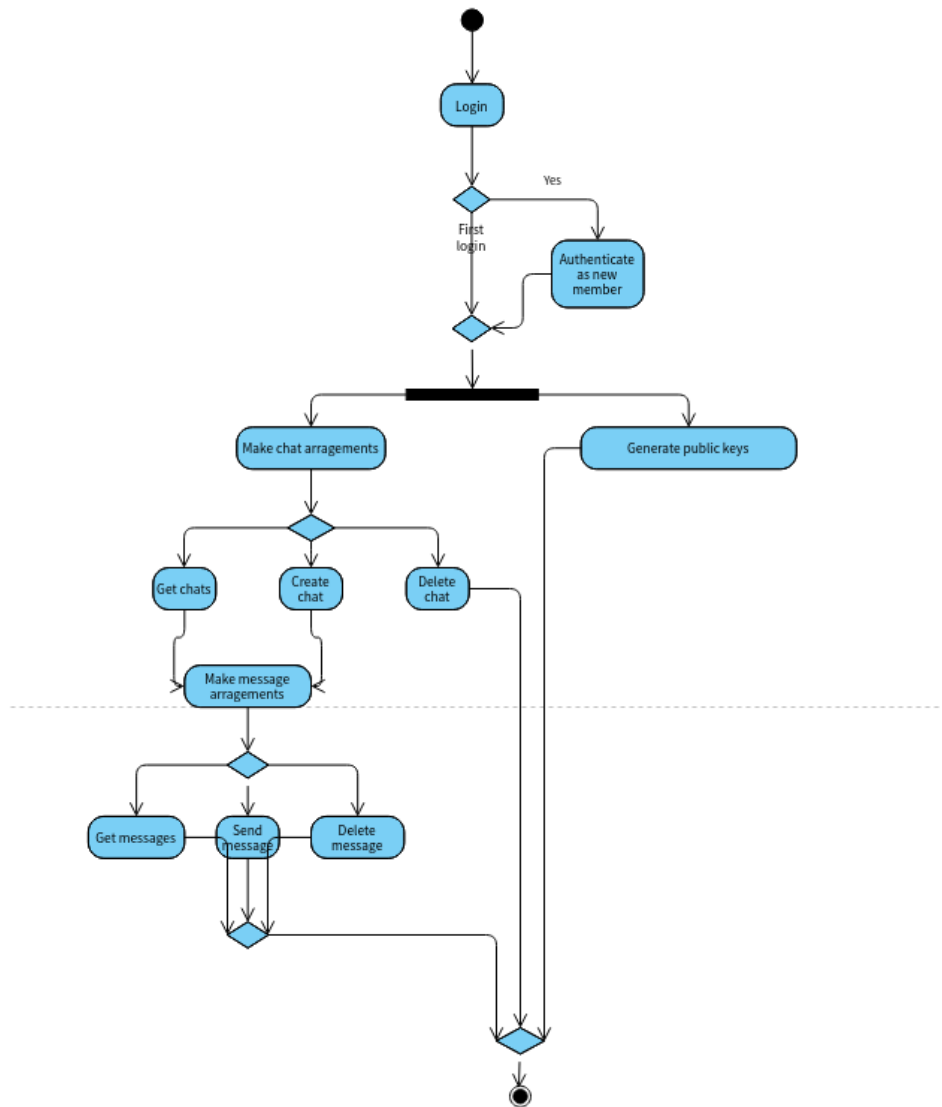 Login
Yes
First
login
Authenticate
as new
member
Make chat arragements
Generate public keys
Get chats
Create
chat
Delete
chat
Make message
arragements
Get messages
Send
message
Delete
message